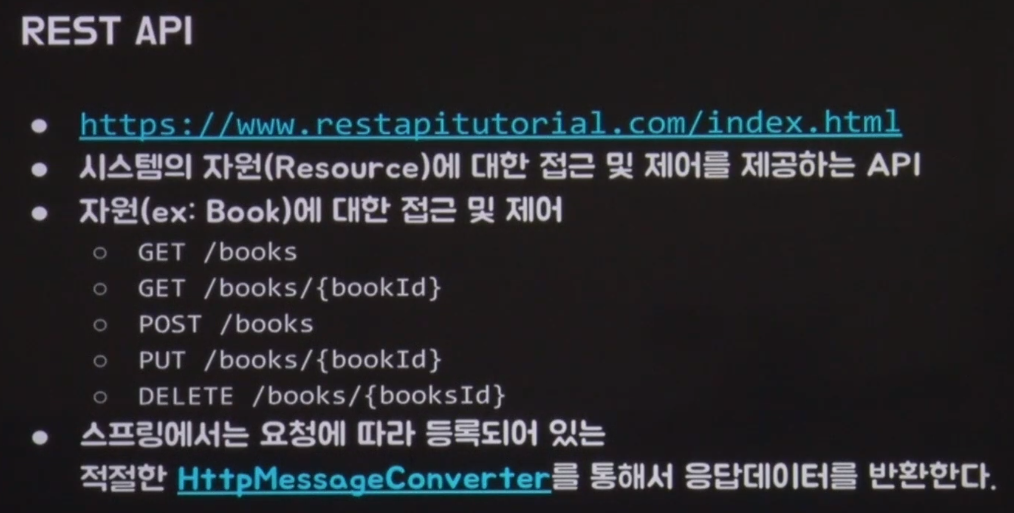 REST API
● https://www.restapitutorial.com/index.html
● 시스템의 자원(Resource)에 대한 접근 및 제어를 제공하는 API
● 자원(ex: Book)에 대한 접근 및 제어
○ GET /books
○ GET /books/{bookId}
○ POST /books
○ PUT /books/{bookId}
○ DELETE /books/{booksId}
● 스프링에서는 요청에 따라 등록되어 있는
적절한 HttpMessageConverter를 통해서 응답데이터를 반환한다.